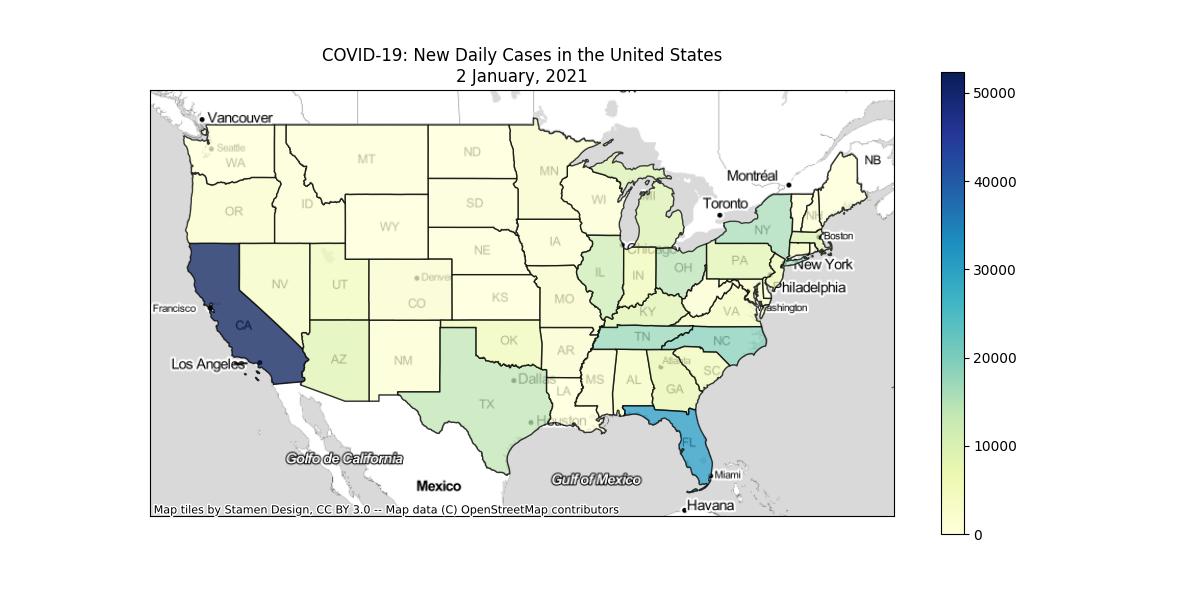 COVID-19: New Daily Cases in the United States
2 January, 2021
Vancouver
Seattle
WA
MT
ND
MN
OR
ID
WY
SD
WI
MI
Montréal
NB
Toronto
NH
NY
Boston
NV
UT
Denver
CO
NE
IA
Chicago
IL
IN
OH
PA
New York
Philadelphia
Francisco
CA
KS
MO
KY
VA
ashington
Los Angeles
AZ
NM
OK
AR
TN
NC
Atlanta
SC
TX
Dallas
LA
MS
AL
GA
Houston
FL
Miami
Golfo de California
Gulf of Mexico
Mexico
Havana
Map tiles by Stamen Design, CC BY 3.0 -- Map data (C) OpenStreetMap contributors
50000
40000
30000
20000
10000
0